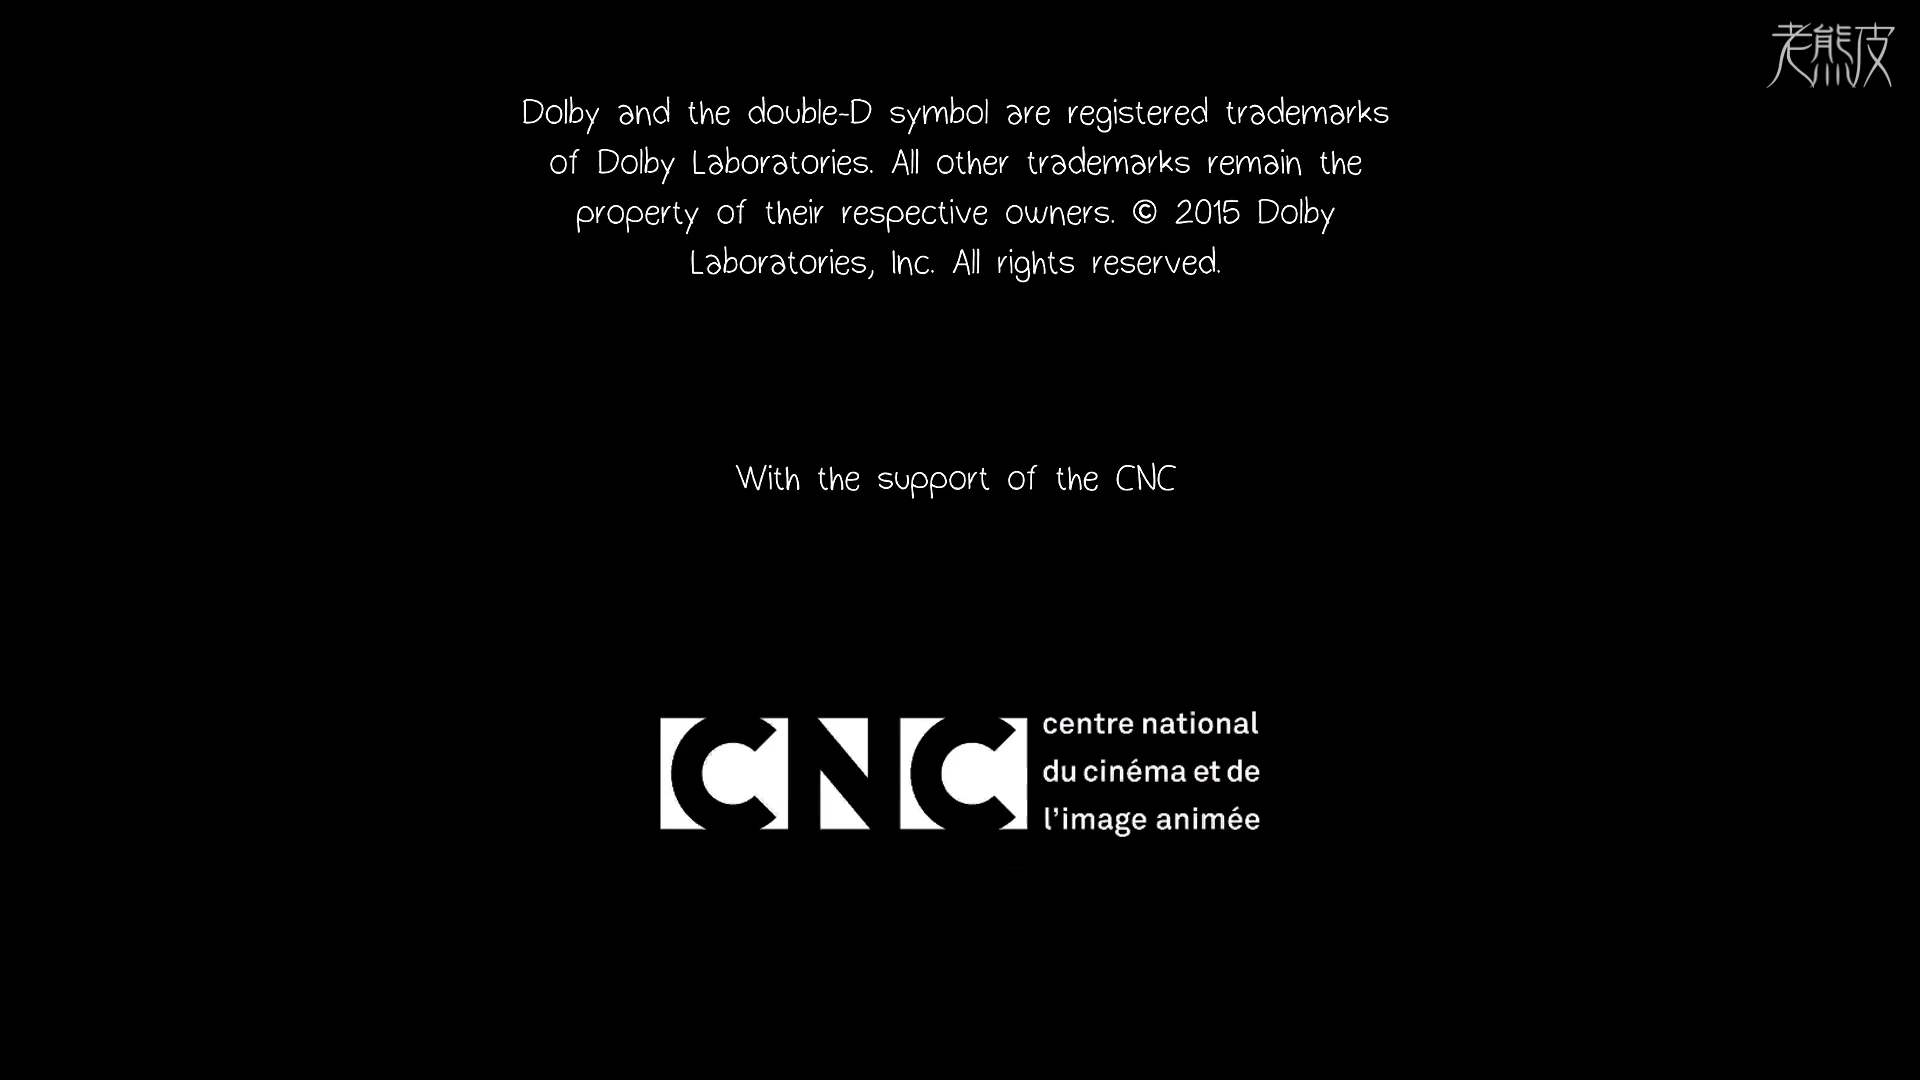 老熊皮
Dolby and the double-D symbol are registered trademarks
of Dolby Laboratories. All other trademarks remain the
property of their respective owners. © 2015 Dolby
Laboratories, Inc. All rights reserved.
With the support of the CNC
CNC
centre national
du cinéma et de
l'image animée